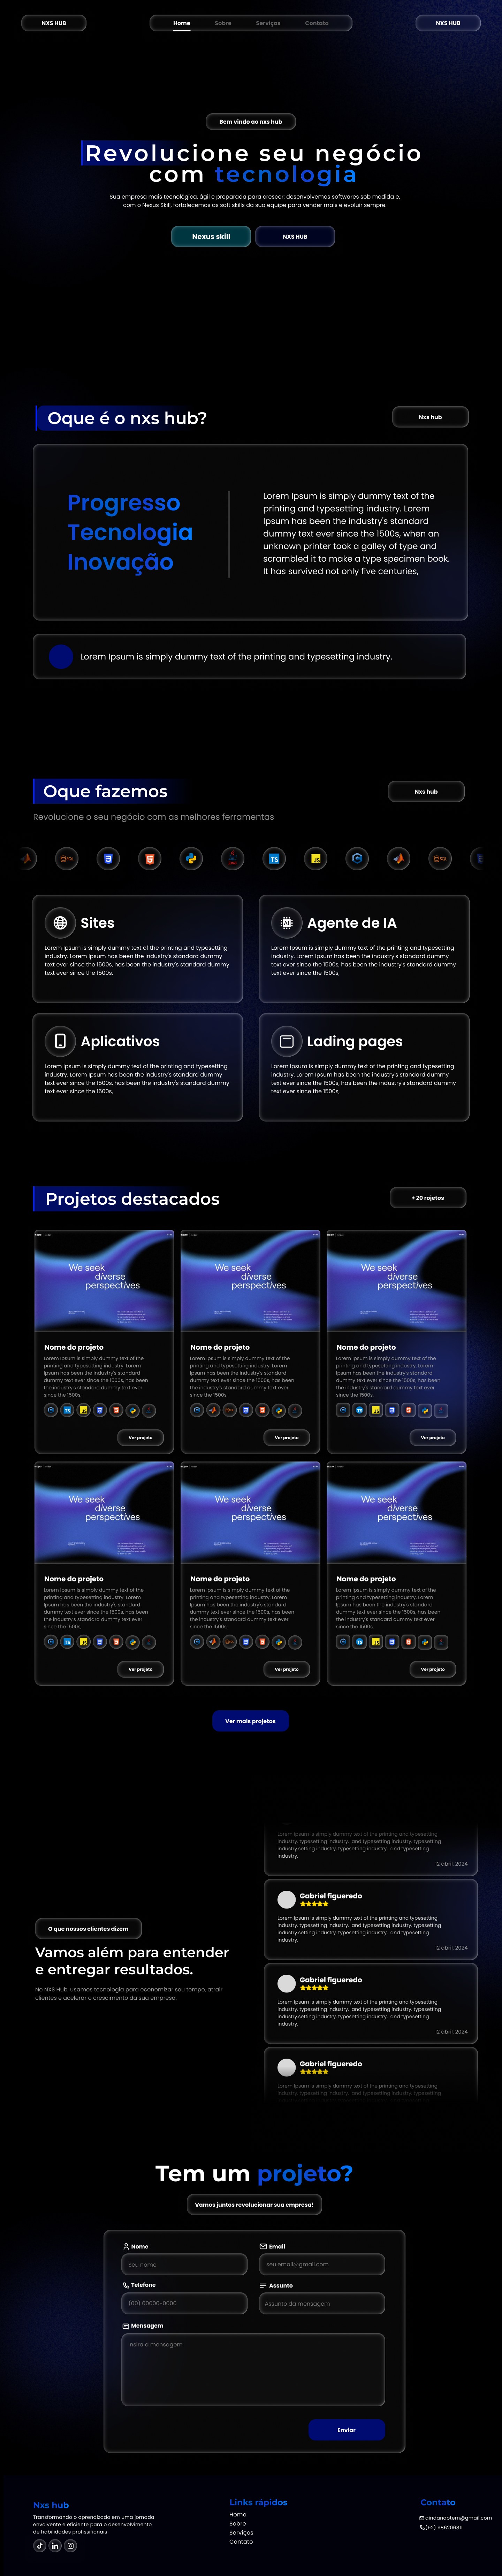 NXS HUB
Home Sobre Serviços Contato
NXS HUB
Bem vindo ao nxs hub
Revolucione seu negócio
com tecnologia
Sua empresa mais tecnológica, ágil e preparada para crescer: desenvolvemos softwares sob medida e,
com o Nexus Skill, fortalecemos as soft skills da sua equipe para vender mais e evoluir sempre.
Nexus skill
NXS HUB
Oque é o nxs hub?
Nxs hub
Progresso
Tecnologia
Inovação
Lorem Ipsum is simply dummy text of the
printing and typesetting industry. Lorem
Ipsum has been the industry's standard
dummy text ever since the 1500s, when an
unknown printer took a galley of type and
scrambled it to make a type specimen book.
It has survived not only five centuries,
Lorem Ipsum is simply dummy text of the printing and typesetting industry.
Oque fazemos
Nxs hub
Revolucione o seu negócio com as melhores ferramentas
TS
JS
Sites
Lorem Ipsum is simply dummy text of the printing and typesetting
industry. Lorem Ipsum has been the industry's standard dummy
text ever since the 1500s, has been the industry's standard dummy
text ever since the 1500s,
Agente de IA
Lorem Ipsum is simply dummy text of the printing and typesetting
industry. Lorem Ipsum has been the industry's standard dummy
text ever since the 1500s, has been the industry's standard dummy
text ever since the 1500s,
Aplicativos
Lorem Ipsum is simply dummy text of the printing and typesetting
industry. Lorem Ipsum has been the industry's standard dummy
text ever since the 1500s, has been the industry's standard dummy
text ever since the 1500s,
Lading pages
Lorem Ipsum is simply dummy text of the printing and typesetting
industry. Lorem Ipsum has been the industry's standard dummy
text ever since the 1500s, has been the industry's standard dummy
text ever since the 1500s,
Projetos destacados
+ 20 rojetos
We seek
diverse
perspectives
Nome do projeto
Lorem Ipsum is simply dummy text of the
printing and typesetting industry. Lorem
Ipsum has been the industry's standard
dummy text ever since the 1500s, has been
the industry's standard dummy text ever
since the 1500s,
Ver projeto
We seek
diverse
perspectives
Nome do projeto
Lorem Ipsum is simply dummy text of the
printing and typesetting industry. Lorem
Ipsum has been the industry's standard
dummy text ever since the 1500s, has been
the industry's standard dummy text ever
since the 1500s,
Ver projeto
We seek
diverse
perspectives
Nome do projeto
Lorem Ipsum is simply dummy text of the
printing and typesetting industry. Lorem
Ipsum has been the industry's standard
dummy text ever since the 1500s, has been
the industry's standard dummy text ever
since the 1500s,
Ver projeto
We seek
diverse
perspectives
Nome do projeto
Lorem Ipsum is simply dummy text of the
printing and typesetting industry. Lorem
Ipsum has been the industry's standard
dummy text ever since the 1500s, has been
the industry's standard dummy text ever
since the 1500s,
Ver projeto
We seek
diverse
perspectives
Nome do projeto
Lorem Ipsum is simply dummy text of the
printing and typesetting industry. Lorem
Ipsum has been the industry's standard
dummy text ever since the 1500s, has been
the industry's standard dummy text ever
since the 1500s,
Ver projeto
We seek
diverse
perspectives
Nome do projeto
Lorem Ipsum is simply dummy text of the
printing and typesetting industry. Lorem
Ipsum has been the industry's standard
dummy text ever since the 1500s, has been
the industry's standard dummy text ever
since the 1500s,
Ver projeto
Ver mais projetos
O que nossos clientes dizem
Vamos além para entender
e entregar resultados.
No NXS Hub, usamos tecnologia para economizar seu tempo, atrair
clientes e acelerar o crescimento da sua empresa.
Lorem Ipsum is simply dummy text of the printing and typesetting
industry. typesetting industry. and typesetting industry. typesetting
industry.setting industry. typesetting industry. and typesetting
industry.
12 abril, 2024
Gabriel figueredo
Lorem Ipsum is simply dummy text of the printing and typesetting
industry. typesetting industry. and typesetting industry. typesetting
industry.setting industry. typesetting industry. and typesetting
industry.
12 abril, 2024
Gabriel figueredo
Lorem Ipsum is simply dummy text of the printing and typesetting
industry. typesetting industry. and typesetting industry. typesetting
industry.setting industry. typesetting industry. and typesetting
industry.
12 abril, 2024
Gabriel figueredo
Lorem Ipsum is simply dummy text of the printing and typesetting
industry. typesetting industry. and typesetting industry. typesetting
Tem um projeto?
Vamos juntos revolucionar sua empresa!
Nome
Seu nome
Email
seu.email@gmail.com
Telefone
(00) 00000-0000
Assunto
Assunto da mensagem
Mensagem
Insira a mensagem
Enviar
Nxs hub
Transformando o aprendizado em uma jornada
envolvente e eficiente para o desenvolvimento
de habilidades profissifionais
Links rápidos
Home
Sobre
Serviços
Contato
Contato
alndanaotem@gmail.com
(62) 986206811